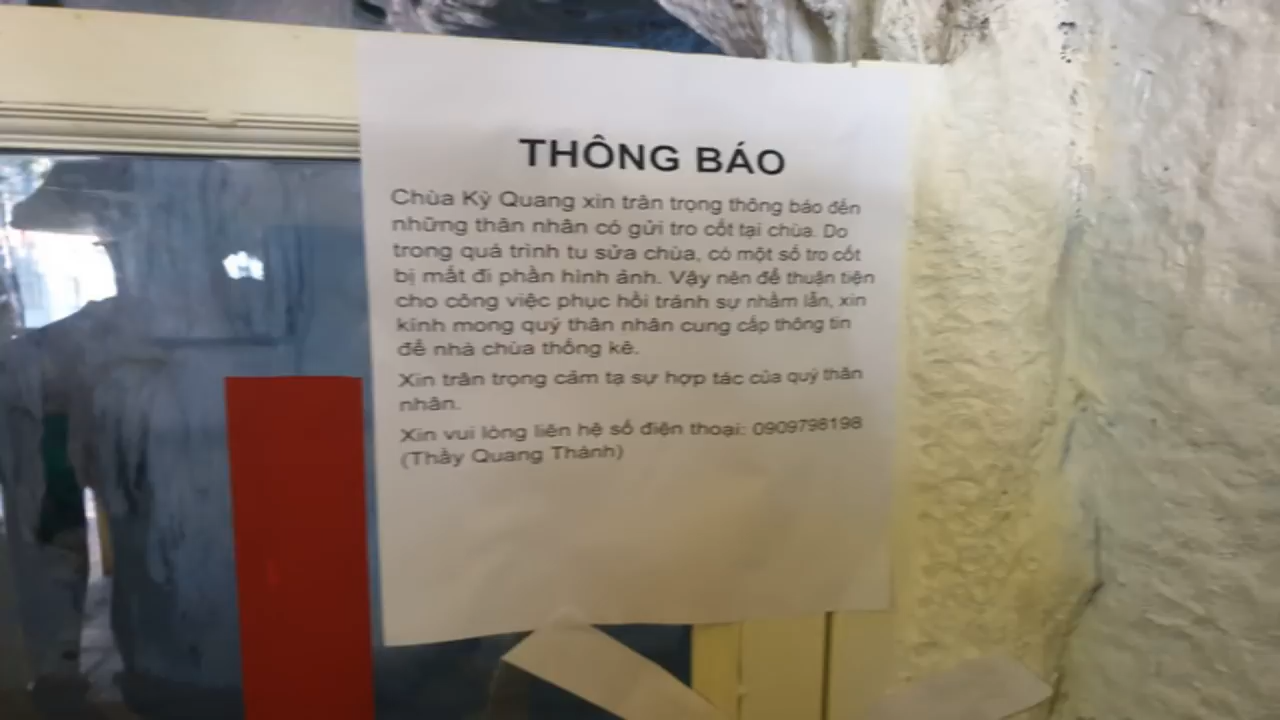 THÔNG BÁO
Chùa Kỳ Quang xin trân trọng thông báo đến
những thân nhân có gửi tro cốt tại chùa. Do
trong quá trình tu sửa chùa, có một số tro cốt
bị mất đi phần hình ảnh. Vậy nên để thuận tiện
cho công việc phục hồi tránh sự nhầm lẫn, xin
kính mong quý thân nhân cung cấp thông tin
để nhà chùa thống kê.
Xin trân trọng cảm tạ sự hợp tác của quý thân
nhân.
Xin vui lòng liên hệ số điện thoại: 0909798198
(Thầy Quang Thánh)